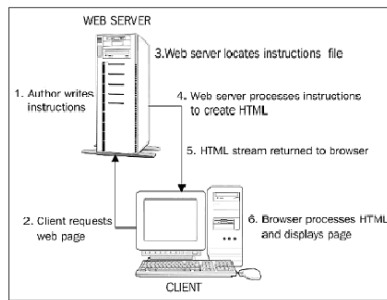 WEB SERVER
3.Web server locates instructions file
1. Author writes
instructions
4. Web server processes instructions
to create HTML
5. HTML stream returned to browser
2. Client requests
web page
6. Browser processes HTML
and displays page
CLIENT